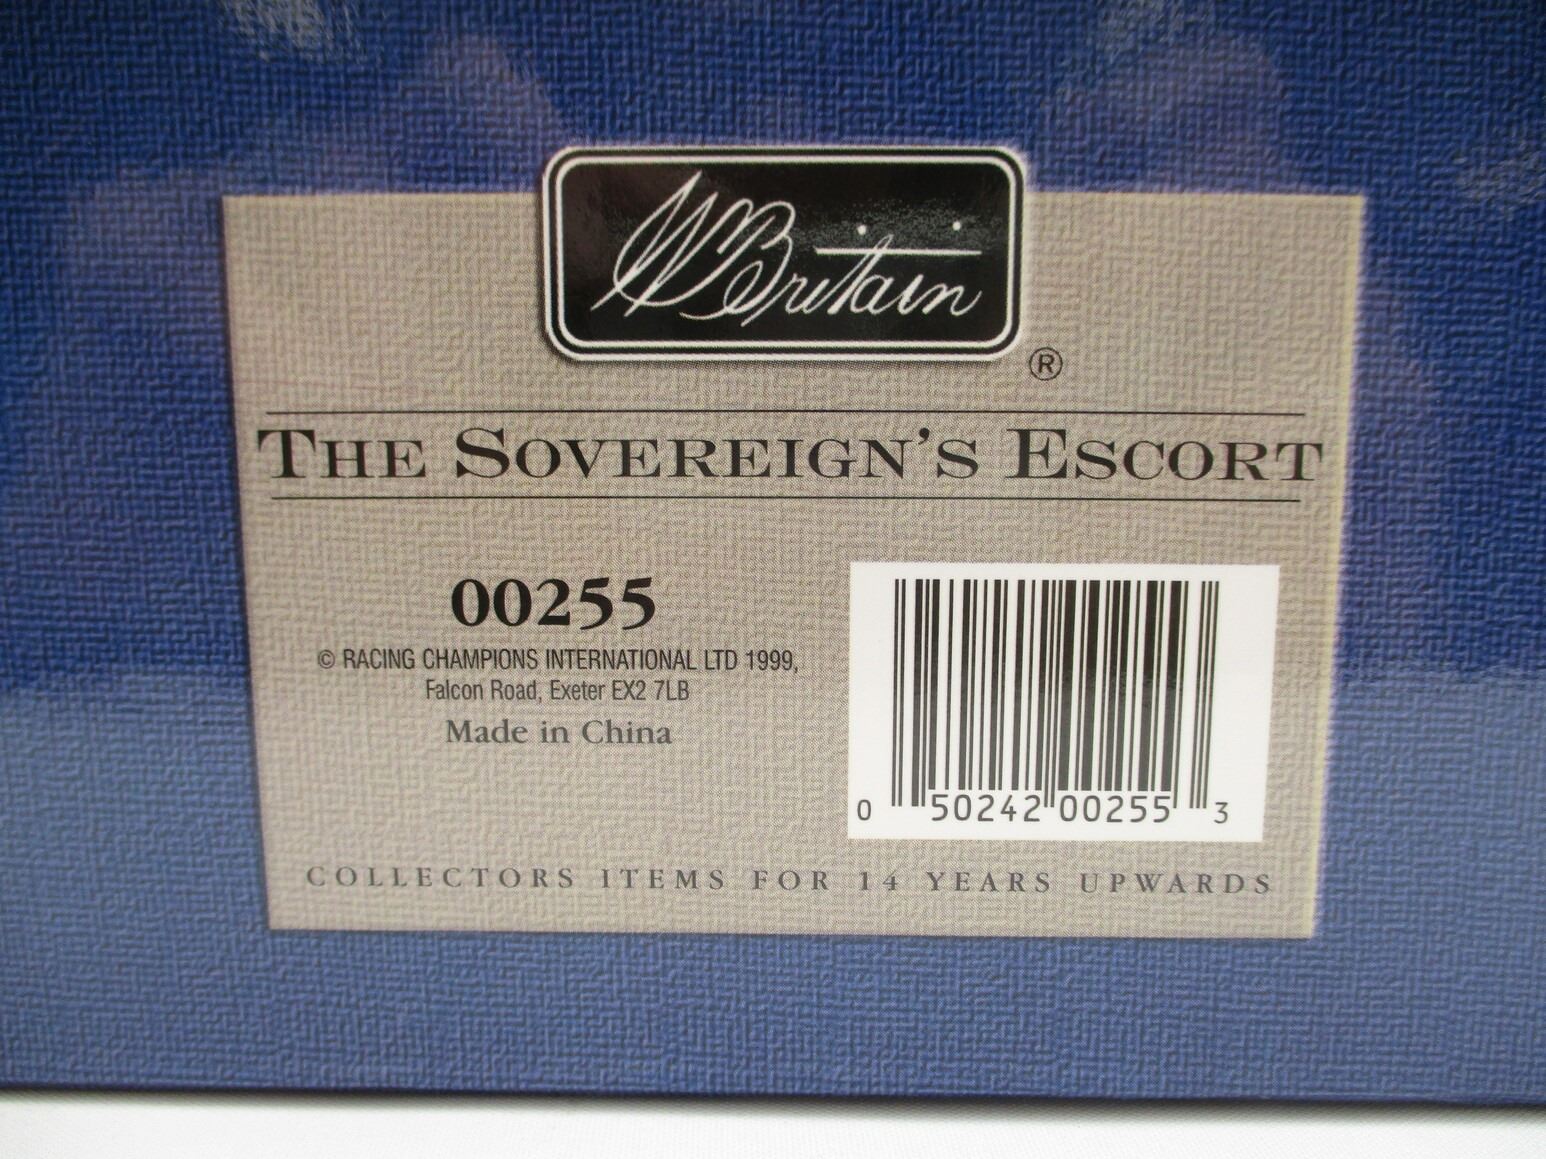 W Britain
®
THE SOVEREIGN'S ESCORT
00255
© RACING CHAMPIONS INTERNATIONAL LTD 1999,
Falcon Road, Exeter EX2 7LB
Made in China
0 50242 00255 3
COLLECTORS ITEMS FOR 14 YEARS UPWARDS